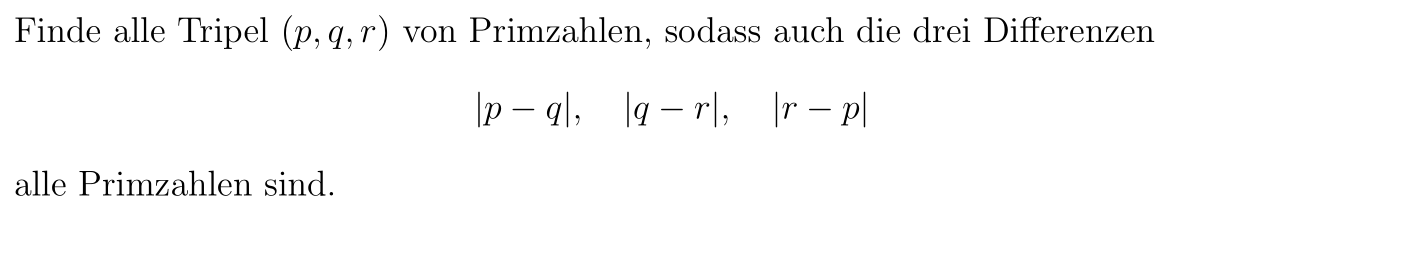 Finde alle Tripel (p, q, r) von Primzahlen, sodass auch die drei Differenzen
|p − q|, |q − r|, |r − p|
alle Primzahlen sind.